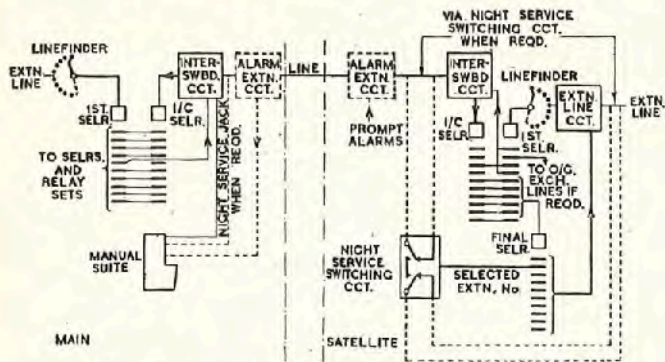 LINEFINDER
EXTN.
LINE
1ST.
SELR.
I/C
SELR.
INTER-
SWBD.
CCT.
ALARM
EXTN.
CCT.
LINE
TO SELRS.
AND
RELAY
SETS
NIGHT SERVICE JACK
WHEN REQD.
MANUAL
SUITE
MAIN
ALARM
EXTN.
CCT.
PROMPT
ALARMS
VIA NIGHT SERVICE
SWITCHING CCT.
WHEN REQD.
INTER-
SWBD.
CCT.
LINEFINDER
EXTN.
LINE
CCT.
EXTN.
LINE
I/C
SELR.
1ST.
SELR.
TO O/G.
EXCH.
LINES IF
REQD.
FINAL
SELR.
NIGHT
SERVICE
SWITCHING
CCT.
SELECTED
EXTN, No.
SATELLITE